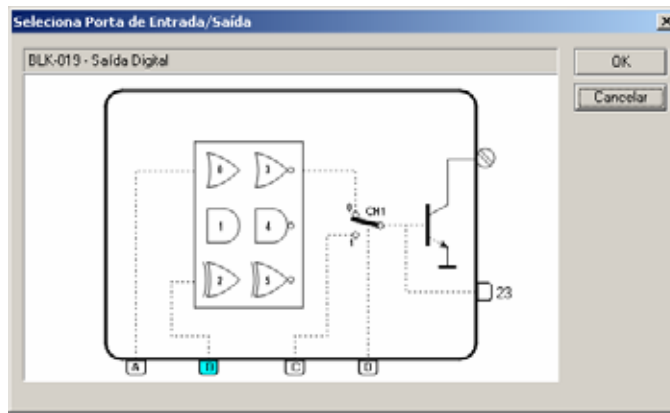 Seleciona Porta de Entrada/Saída
BLK-019 - Saída Digital
OK
Cancelar
0
3
0
CH1
1
4
1
2
5
23
A
C
D